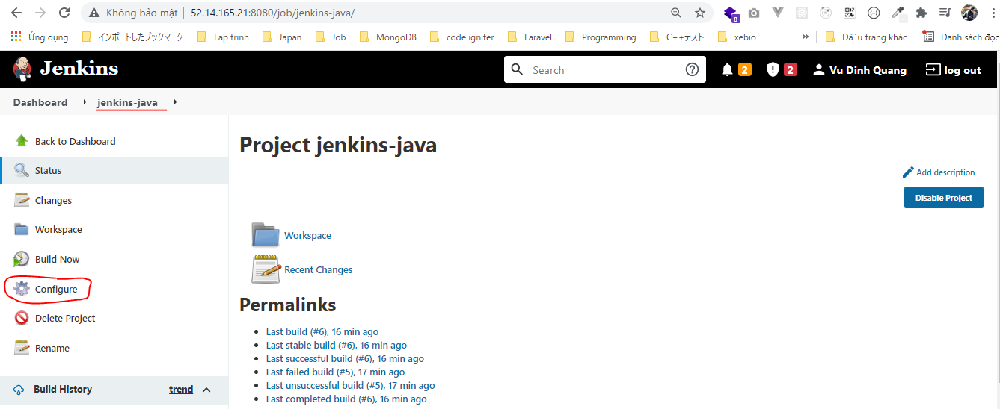 Không bảo mật | 52.14.165.21:8080/job/jenkins-java/
8
Ứng dụng インポートしたブックマーク Lap trinh Japan Job MongoDB code igniter Laravel Programming C++テスト xebio » Dấu trang khác Danh sách đọc
Jenkins Search 2 2 Vu Dinh Quang log out
Dashboard jenkins-java
Back to Dashboard
Status
Changes
Workspace
Build Now
Configure
Delete Project
Rename
Build History trend
Project jenkins-java
Add description
Disable Project
Workspace
Recent Changes
Permalinks
Last build (#6), 16 min ago
Last stable build (#6), 16 min ago
Last successful build (#6), 16 min ago
Last failed build (#5), 17 min ago
Last unsuccessful build (#5), 17 min ago
Last completed build (#6), 16 min ago